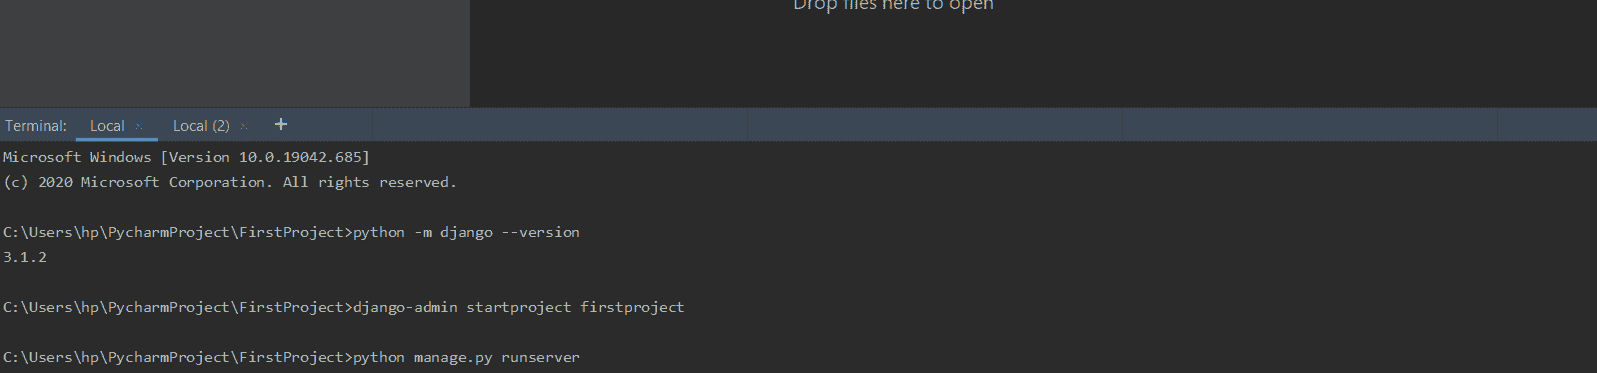 Drop files here to open
Terminal: Local × Local (2) × +
Microsoft Windows [Version 10.0.19042.685]
(c) 2020 Microsoft Corporation. All rights reserved.
C:\Users\hp\PycharmProject\FirstProject>python -m django --version
3.1.2
C:\Users\hp\PycharmProject\FirstProject>django-admin startproject firstproject
C:\Users\hp\PycharmProject\FirstProject>python manage.py runserver